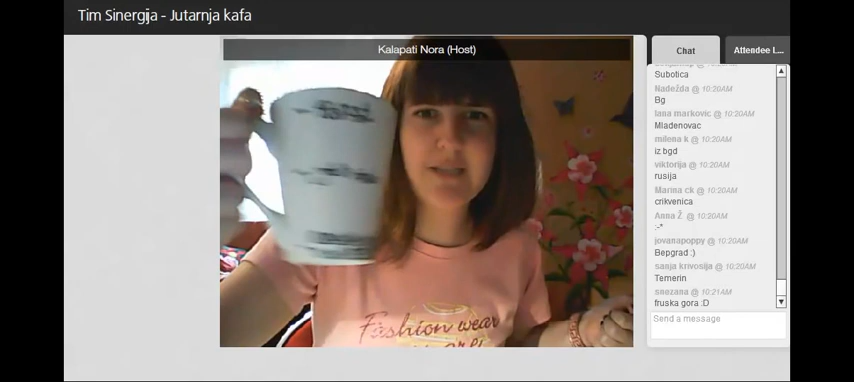 Tim Sinergija - Jutarnja kafa
Kalapati Nora (Host)
Chat
Attendee L...
Subotica
Nadežda @ 10:20AM
Bg
lana markovic @ 10:20AM
Mladenovac
milena k @ 10:20AM
iz bgd
viktorija @ 10:20AM
rusija
Marina ck @ 10:20AM
crikvenica
Anna Ž @ 10:20AM
:-*
jovanapoppy @ 10:20AM
Beograd :)
sanja krivosija @ 10:20AM
Temerin
snezana @ 10:21AM
fruska gora :D
Send a message
Fashion wear